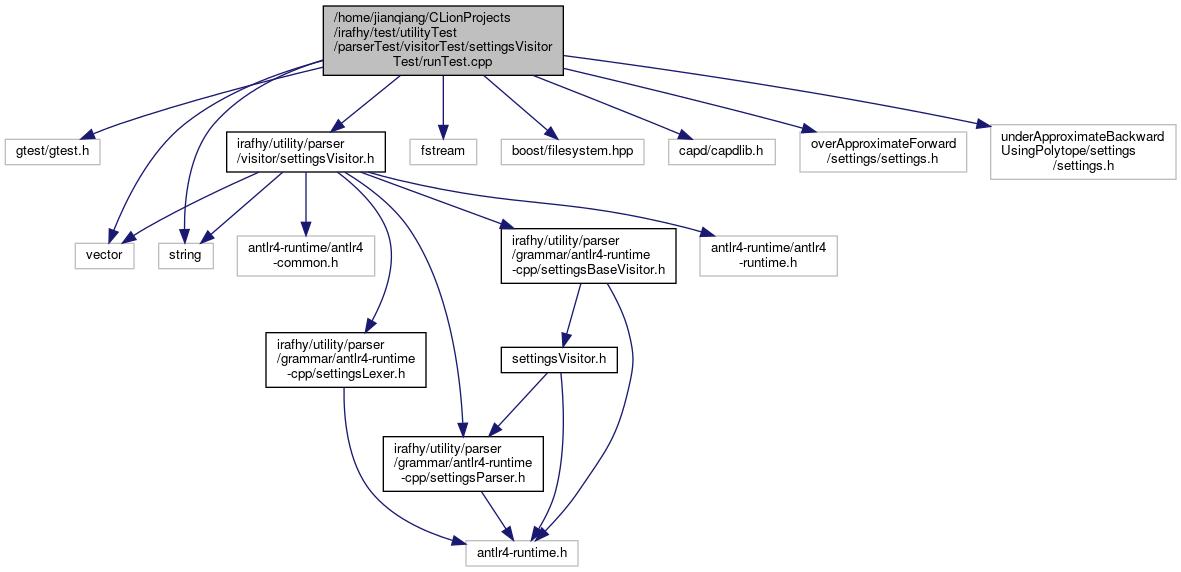 /home/jianqiang/CLionProjects
/irafhy/test/utilityTest
/parserTest/visitorTest/settingsVisitor
Test/runTest.cpp
gtest/gtest.h
irafhy/utility/parser
/visitor/settingsVisitor.h
fstream
boost/filesystem.hpp
capd/capdlib.h
overApproximateForward
/settings/settings.h
underApproximateBackward
UsingPolytope/settings
/settings.h
vector
string
antlr4-runtime/antlr4
-common.h
irafhy/utility/parser
/grammar/antlr4-runtime
-cpp/settingsBaseVisitor.h
antlr4-runtime/antlr4
-runtime.h
irafhy/utility/parser
/grammar/antlr4-runtime
-cpp/settingsLexer.h
settingsVisitor.h
irafhy/utility/parser
/grammar/antlr4-runtime
-cpp/settingsParser.h
antlr4-runtime.h